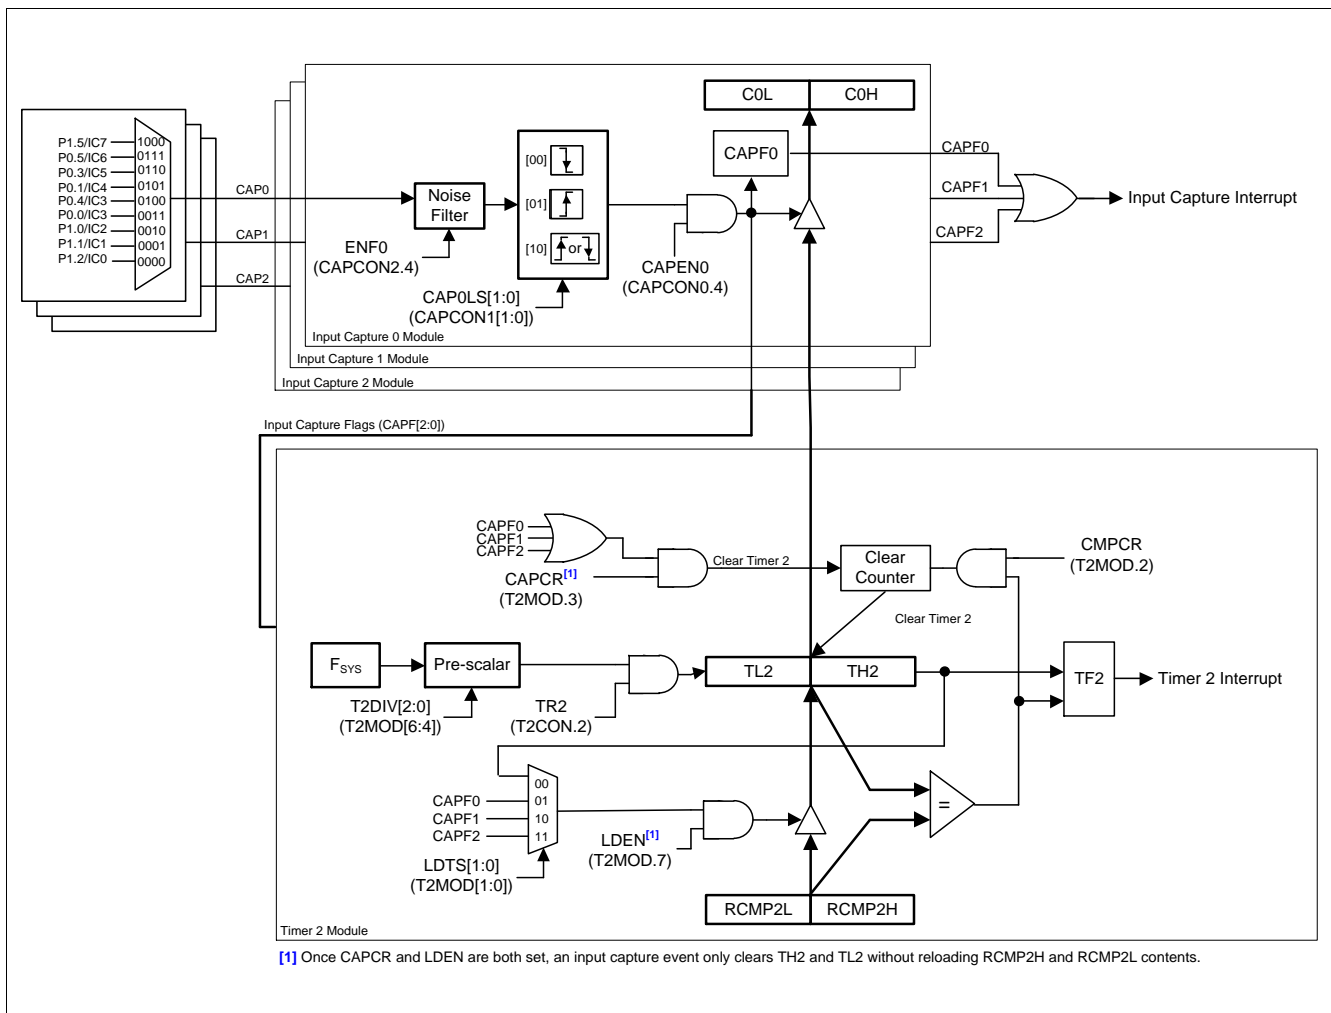 C0L C0H
P1.5/IC7 1000
P0.5/IC6 0111
P0.3/IC5 0110
P0.1/IC4 0101
P0.4/IC3 0100
P0.0/IC3 0011
P1.0/IC2 0010
P1.1/IC1 0001
P1.2/IC0 0000
CAP0
CAP1
CAP2
Noise
Filter
ENF0
(CAPCON2.4)
[00]
[01]
[10] or
CAP0LS[1:0]
(CAPCON1[1:0])
CAPEN0
(CAPCON0.4)
CAPF0
CAPF0
CAPF1
CAPF2
Input Capture Interrupt
Input Capture 0 Module
Input Capture 1 Module
Input Capture 2 Module
Input Capture Flags (CAPF[2:0])
CAPF0
CAPF1
CAPF2
CAPCR[1]
(T2MOD.3)
Clear Timer 2
Clear
Counter
CMPCR
(T2MOD.2)
Clear Timer 2
FSYS
Pre-scalar
T2DIV[2:0]
(T2MOD[6:4])
TR2
(T2CON.2)
TL2 TH2
TF2
Timer 2 Interrupt
00
CAPF0 01
CAPF1 10
CAPF2 11
LDTS[1:0]
(T2MOD[1:0])
LDEN[1]
(T2MOD.7)
=
RCMP2L RCMP2H
Timer 2 Module
[1] Once CAPCR and LDEN are both set, an input capture event only clears TH2 and TL2 without reloading RCMP2H and RCMP2L contents.